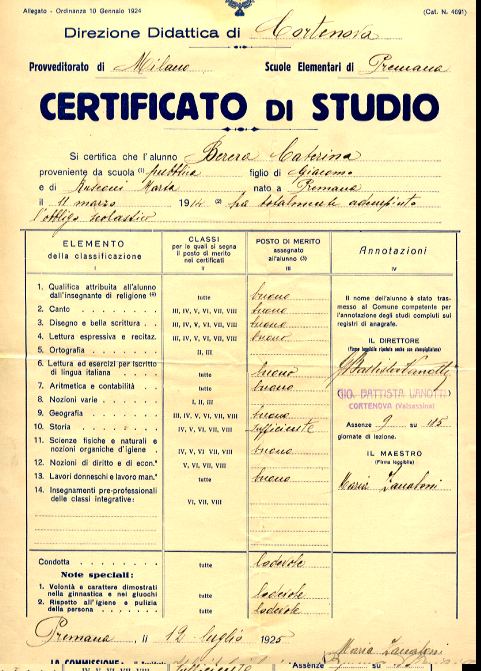 Allegato - Ordinanza 10 Gennaio 1924 (Cat. N. 4691)
Direzione Didattica di Cortenova
Provveditorato di Milano Scuole Elementari di Premana
CERTIFICATO DI STUDIO
Si certifica che l'alunno Berera Caterina
proveniente da scuola (1) pubblica figlio di Giacomo
e di Rusconi Marta nato a Premana
il 11 marzo 1914 (2) ha totalmente adempiuto
l'obbligo scolastico
ELEMENTO della classificazione I
CLASSI per le quali si segna il posto di merito nei certificati II
POSTO DI MERITO assegnato all'alunno (3) III
Annotazioni IV
1. Qualifica attribuita all'alunno dall'insegnante di religione tutte buono
2. Canto III, IV, V, VI, VII, VIII buono
3. Disegno e bella scrittura III, IV, V, VI, VII, VIII buono
4. Lettura espressiva e recitaz. III, IV, V, VI, VII, VIII buono
5. Ortografia II, III,
6. Lettura ed esercizi per iscritto di lingua italiana tutte buono
7. Aritmetica e contabilità tutte buono
8. Nozioni varie I, II, III
9. Geografia III, IV, V, VI, VII, VIII buono
10. Storia IV, V, VI, VII, VIII sufficiente
11. Scienze fisiche e naturali e nozioni organiche d'igiene IV, V, VI, VII, VIII buono
12. Nozioni di diritto e di econ.ª V, VI, VII, VIII
13. Lavori donneschi e lavoro man.º tutte buono
14. Insegnamenti pre-professionali delle classi integrative: VI, VII, VIII
Il nome dell'alunno è stato trasmesso al Comune competente per l'annotazione degli studi compiuti sui registri di anagrafe.
IL DIRETTORE
GIO. BATTISTA
CORTENOVA (Valsassina)
Assenze 9 su 185
giornate di lezione.
IL MAESTRO
(Firma leggibile)
Maria
Condotta tutte lodevole
Note speciali:
1. Volontà e carattere dimostrati nella ginnastica e nei giuochi tutte lodevole
2. Rispetto all'igiene e pulizia della persona tutte lodevole
Premana, li 12 luglio 1925
Maria
LA COMMISSIONE: